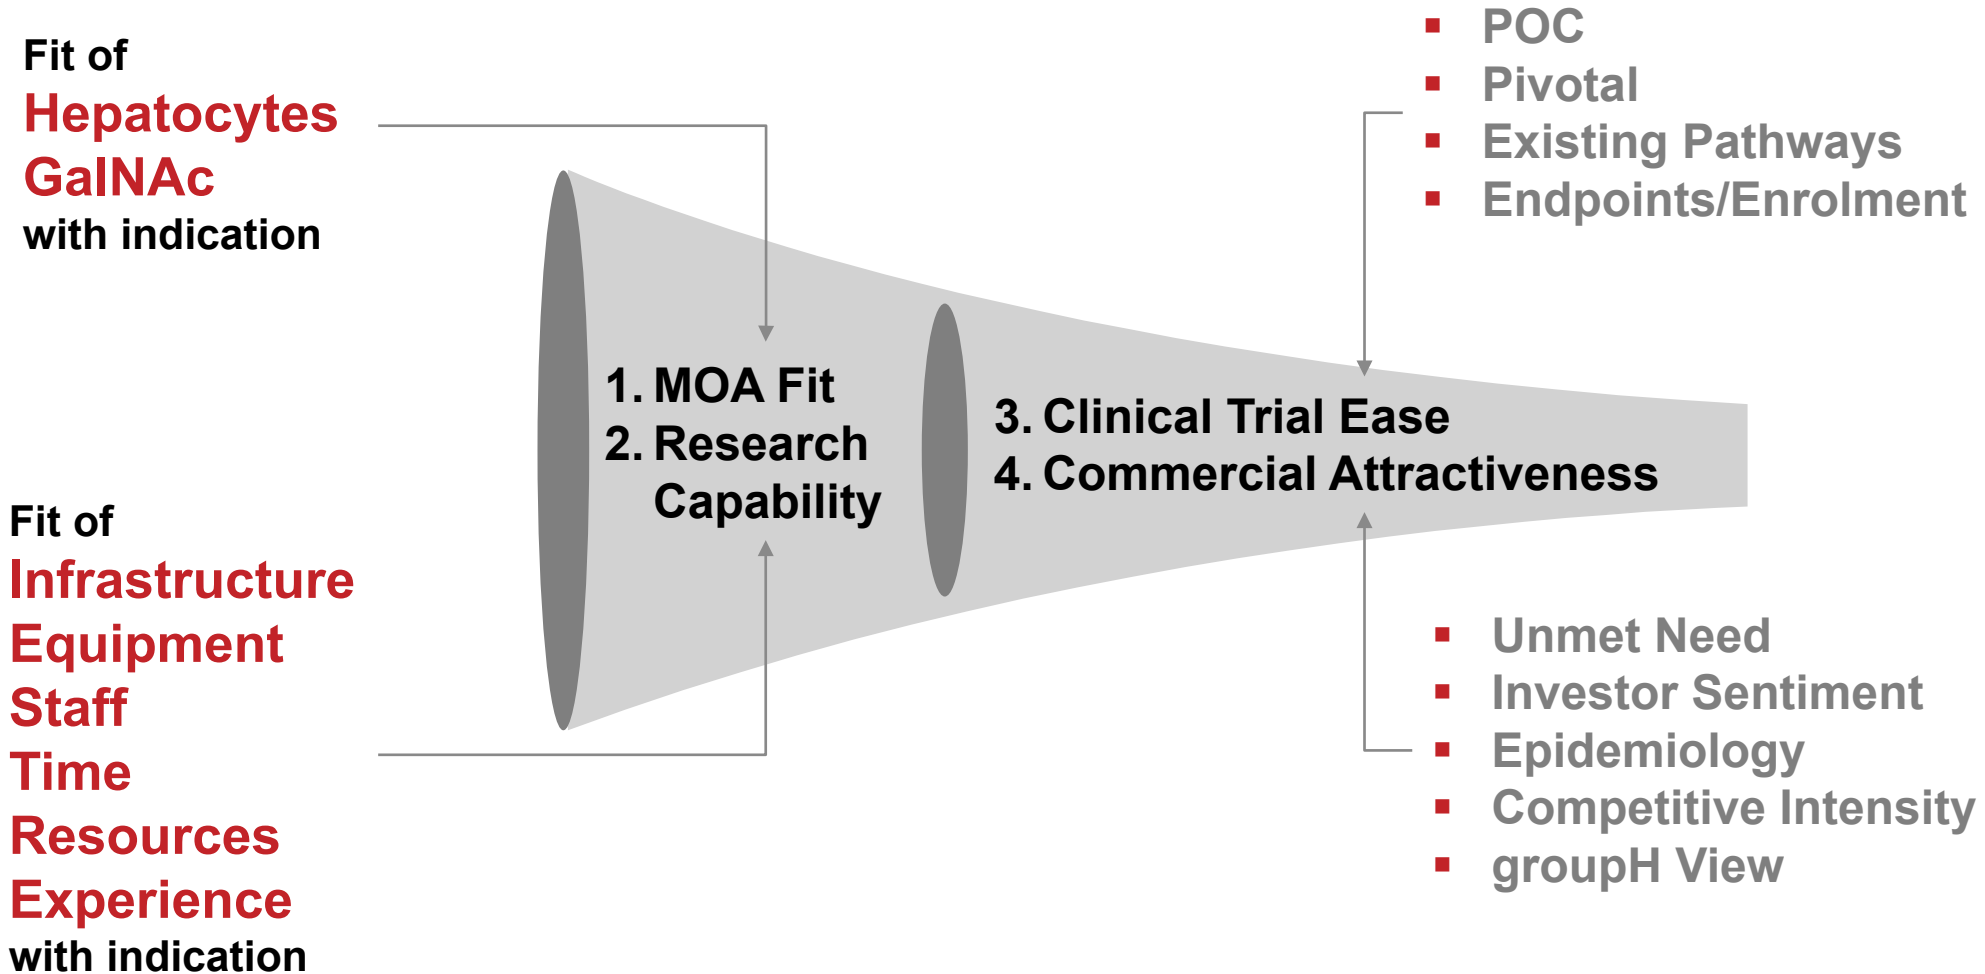 Fit of
Hepatocytes
GalNAc
with indication
Fit of
Infrastructure
Equipment
Staff
Time
Resources
Experience
with indication
1. MOA Fit
2. Research
Capability
3. Clinical Trial Ease
4. Commercial Attractiveness
▪ POC
▪ Pivotal
▪ Existing Pathways
▪ Endpoints/Enrolment
▪ Unmet Need
▪ Investor Sentiment
▪ Epidemiology
▪ Competitive Intensity
▪ groupH View